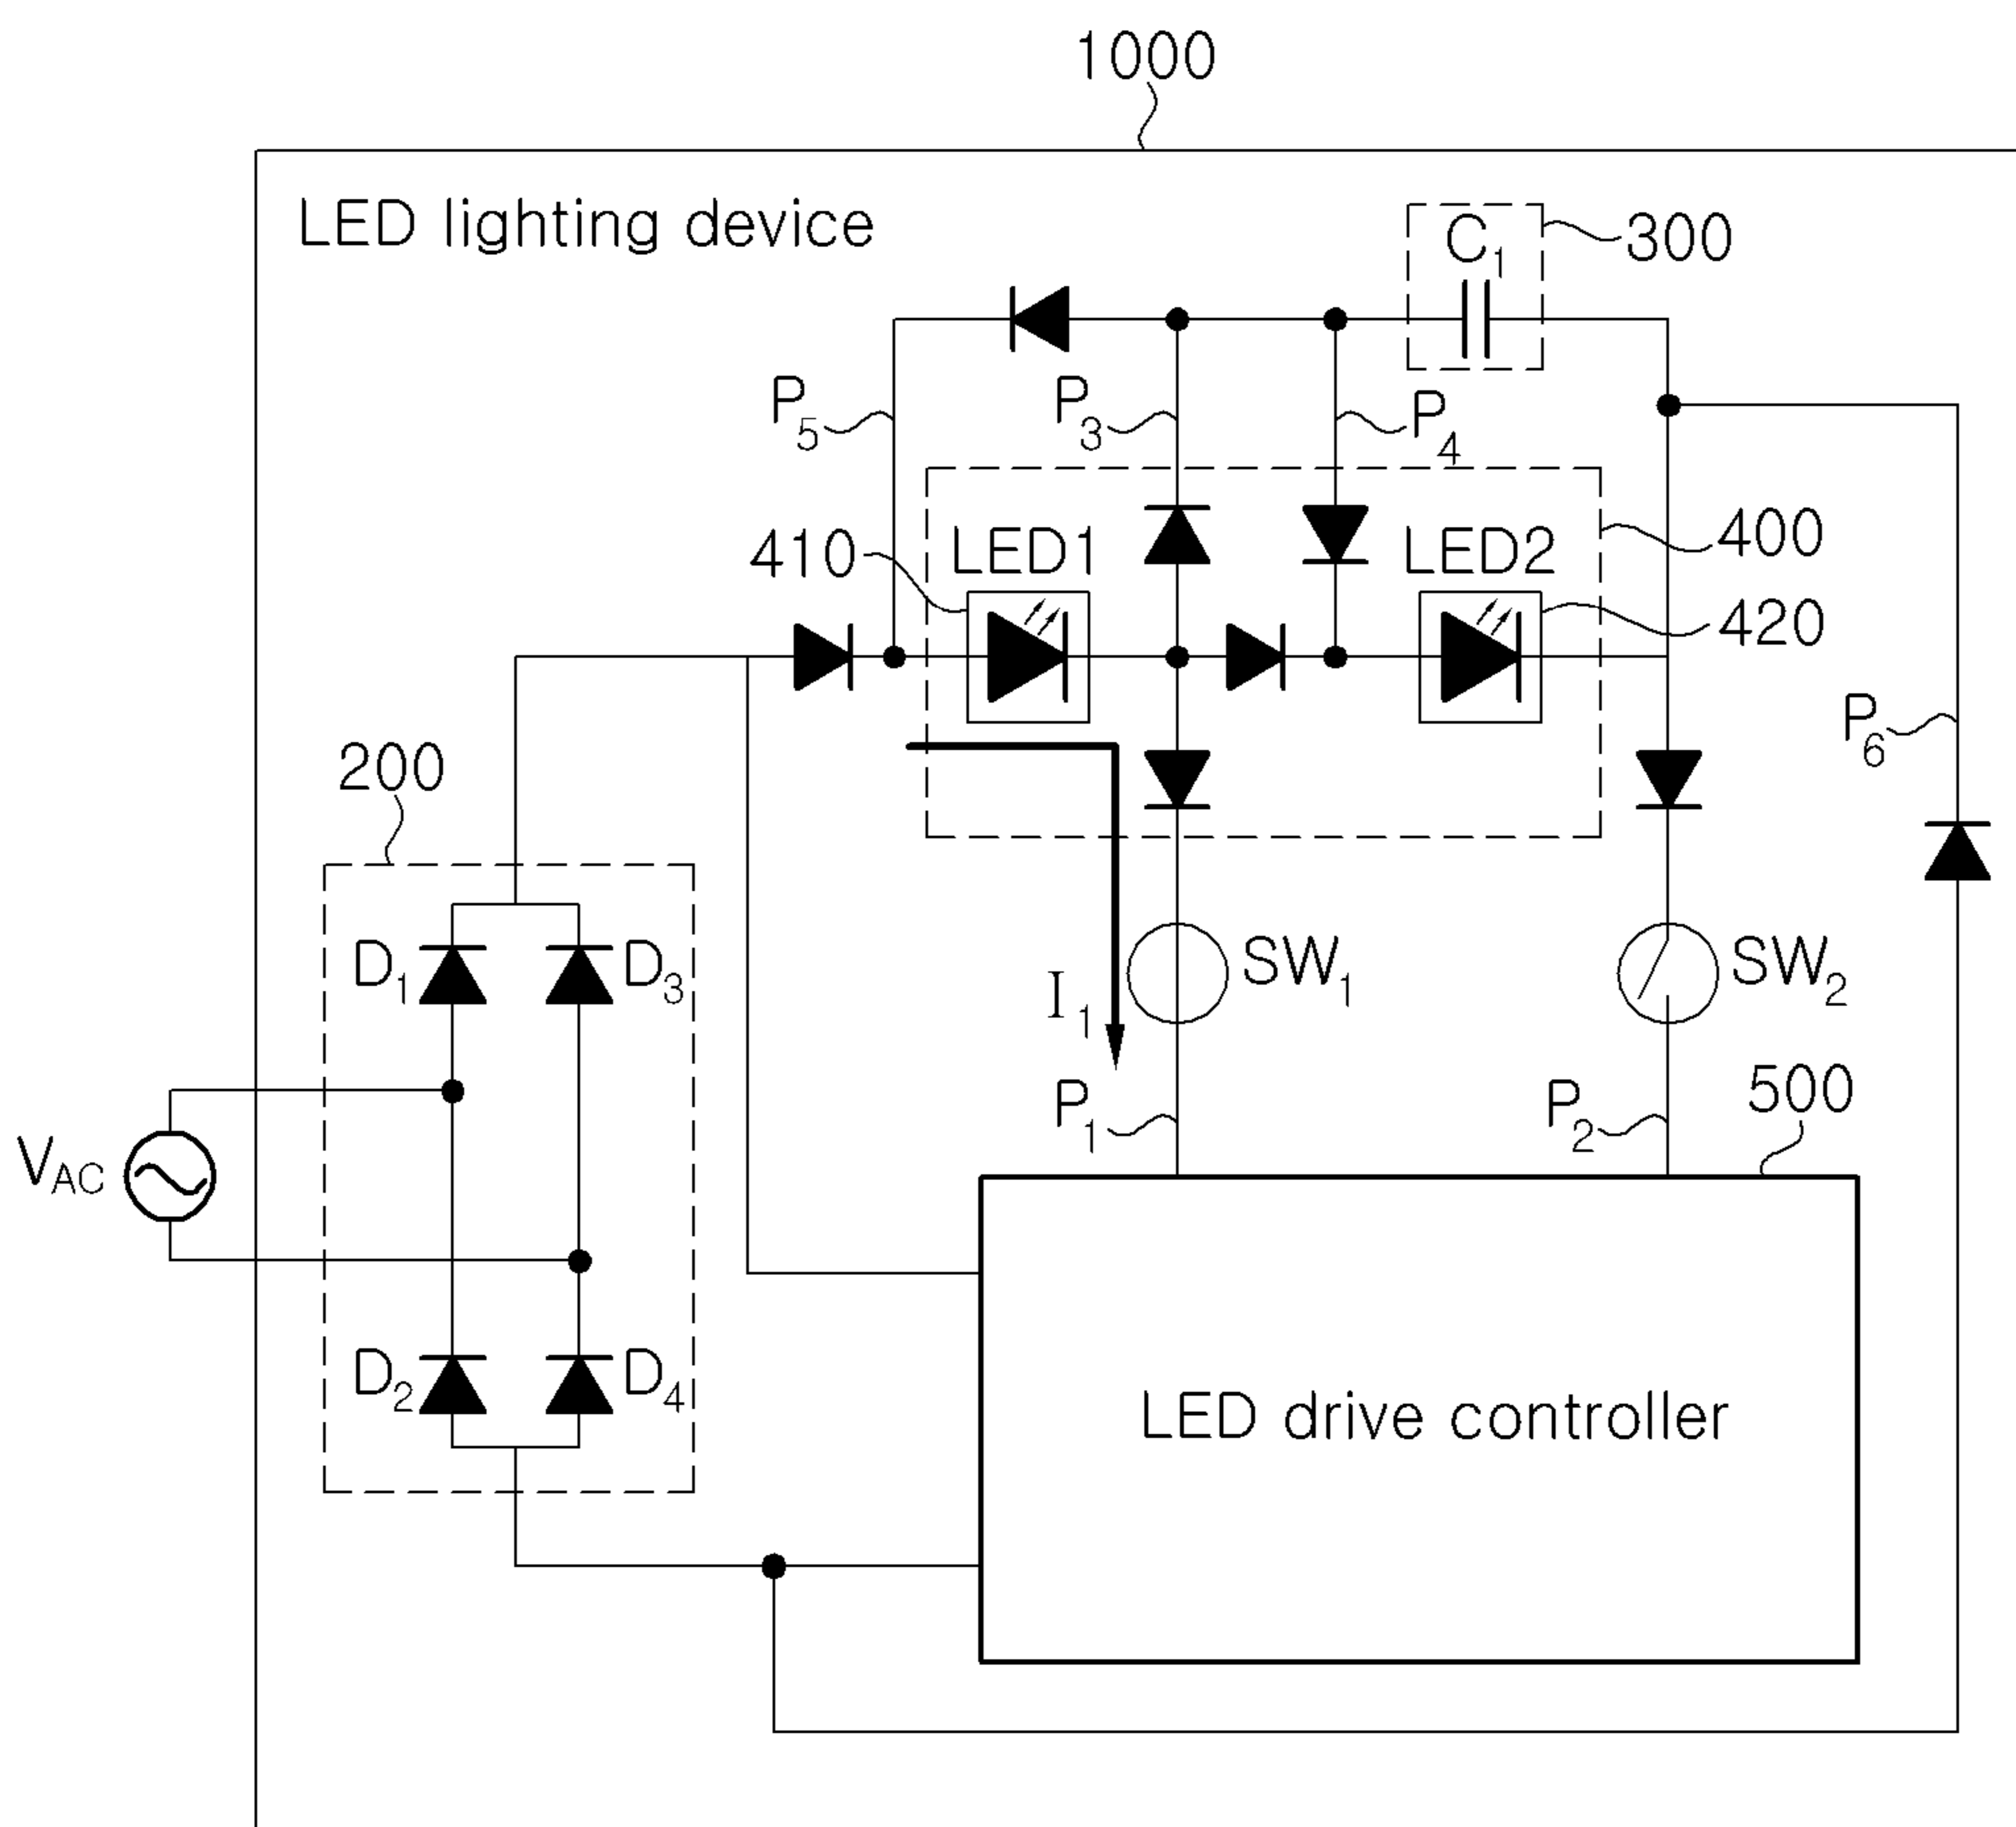 1000
LED lighting device
C1
300
P5
P3
P4
410
LED1
LED2
400
420
P6
200
D1
D3
I1
SW1
SW2
P1
P2
500
VAC
D2
D4
LED drive controller